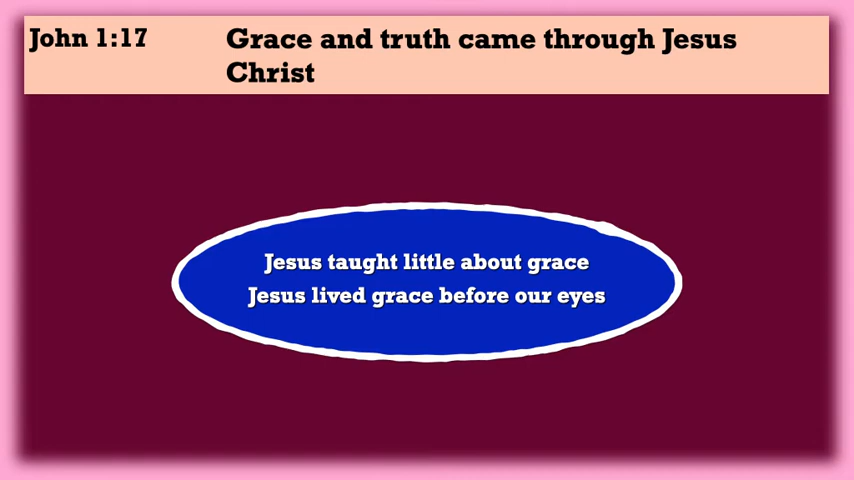 John 1:17
Grace and truth came through Jesus
Christ
Jesus taught little about grace
Jesus lived grace before our eyes